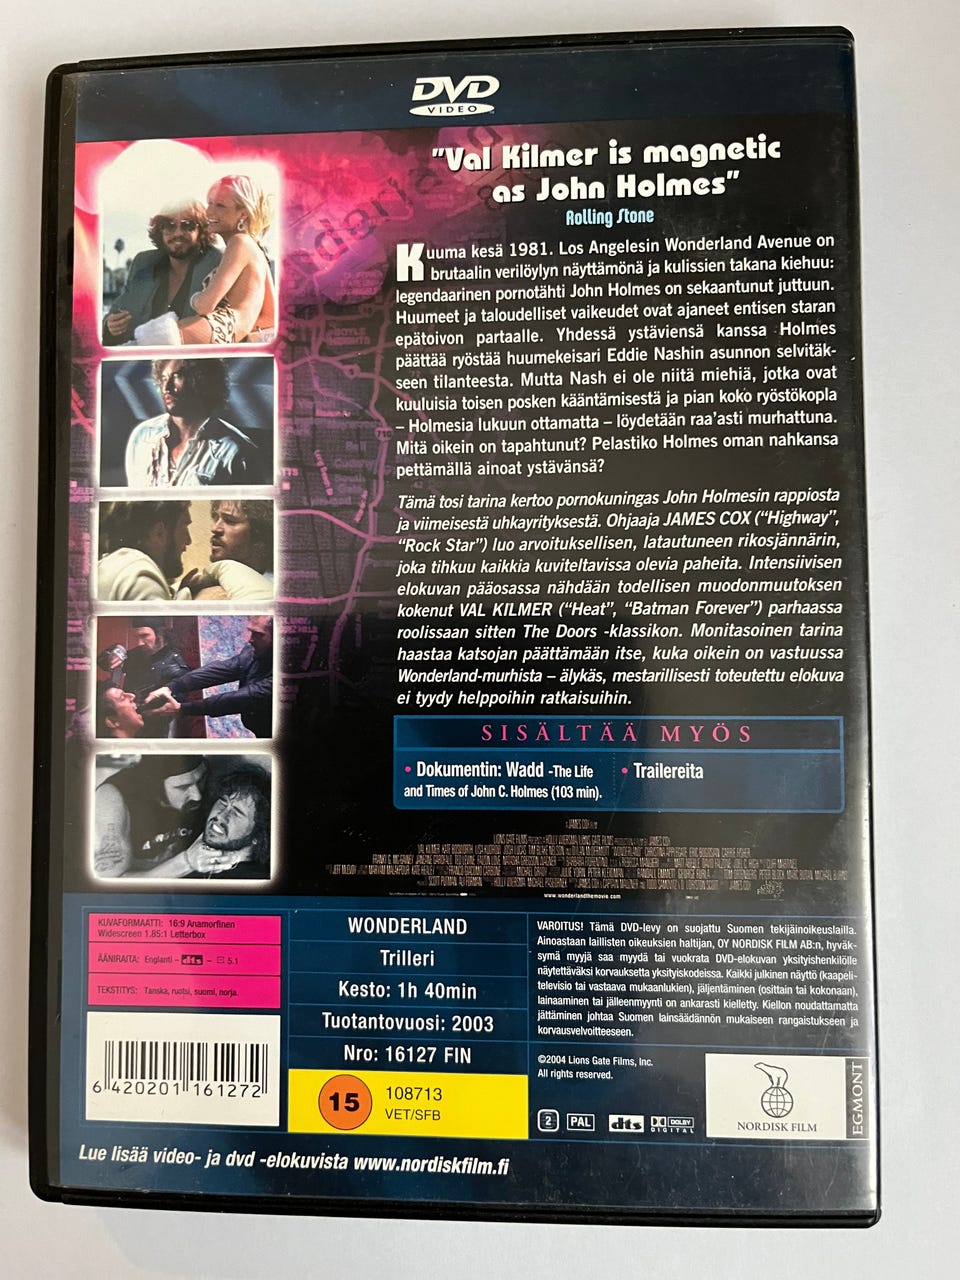 DVD
VIDEO
"Val Kilmer is magnetic
as John Holmes"
Rolling Stone
Kuuma kesä 1981. Los Angelesin Wonderland Avenue on
brutaalin verilöylyn näyttämönä ja kulissien takana kiehuu:
legendaarinen pornotähti John Holmes on sekaantunut juttuun.
Huumeet ja taloudelliset vaikeudet ovat ajaneet entisen staran
epätoivon partaalle. Yhdessä ystäviensä kanssa Holmes
päättää ryöstää huumekeisari Eddie Nashin asunnon selvitäk-
seen tilanteesta. Mutta Nash ei ole niitä miehiä, jotka ovat
kuuluisia toisen posken kääntämisestä ja pian koko ryöstökopla
– Holmesia lukuun ottamatta – löydetään raa'asti murhattuna.
Mitä oikein on tapahtunut? Pelastiko Holmes oman nahkansa
pettämällä ainoat ystävänsä?
Tämä tosi tarina kertoo pornokuningas John Holmesin rappiosta
ja viimeisestä uhkayrityksestä. Ohjaaja JAMES COX ("Highway",
"Rock Star") luo arvoituksellisen, latautuneen rikosjännärin,
joka tihkuu kaikkia kuviteltavissa olevia paheita. Intensiivisen
elokuvan pääosassa nähdään todellisen muodonmuutoksen
kokenut VAL KILMER ("Heat", "Batman Forever") parhaassa
roolissaan sitten The Doors -klassikon. Monitasoinen tarina
haastaa katsojan päättämään itse, kuka oikein on vastuussa
Wonderland-murhista – älykäs, mestarillisesti toteutettu elokuva
ei tyydy helppoihin ratkaisuihin.
SISÄLTÄÄ MYÖS
• Dokumentin: Wadd -The Life
and Times of John C. Holmes (103 min).
• Trailereita
www.wonderlandthemovie.com
KUVAFORMAATTI: 16:9 Anamorfinen
Widescreen 1.85:1 Letterbox
ÄÄNIRAITA: Englanti – dts – 5.1
TEKSTITYS: Tanska, ruotsi, suomi, norja.
6 420201 161272
WONDERLAND
Trilleri
Kesto: 1h 40min
Tuotantovuosi: 2003
Nro: 16127 FIN
15
108713
VET/SFB
VAROITUS! Tämä DVD-levy on suojattu Suomen tekijäinoikeuslailla.
Ainoastaan laillisten oikeuksien haltijan, OY NORDISK FILM AB:n, hyväk-
symä myyjä saa myydä tai vuokrata DVD-elokuvan yksityishenkilölle
näytettäväksi korvauksetta yksityiskodeissa. Kaikki julkinen näyttö (kaapeli-
televisio tai vastaava mukaanlukien), jäljentäminen (osittain tai kokonaan),
lainaaminen tai jälleenmyynti on ankarasti kielletty. Kiellon noudattamatta
jättäminen johtaa Suomen lainsäädännön mukaiseen rangaistukseen ja
korvausvelvoitteeseen.
©2004 Lions Gate Films, Inc.
All rights reserved.
2
PAL
dts
DOLBY
DIGITAL
NORDISK FILM
EGMONT
Lue lisää video- ja dvd -elokuvista www.nordiskfilm.fi